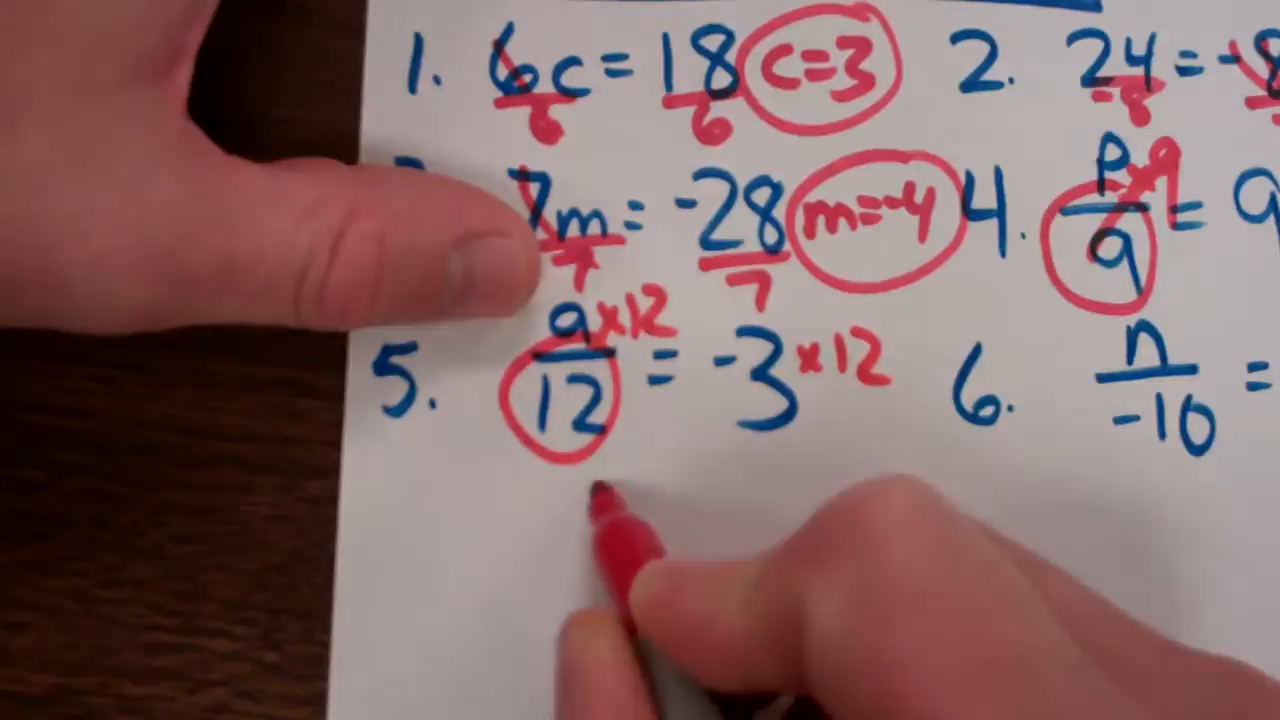 1. 6c = 18 c=3 2. 24 = -8
6 6 -8
7m = -28 m=-4 4. p ×9 = 9
7 7 9
5. a ×12 = -3 ×12 6. n =
12 -10